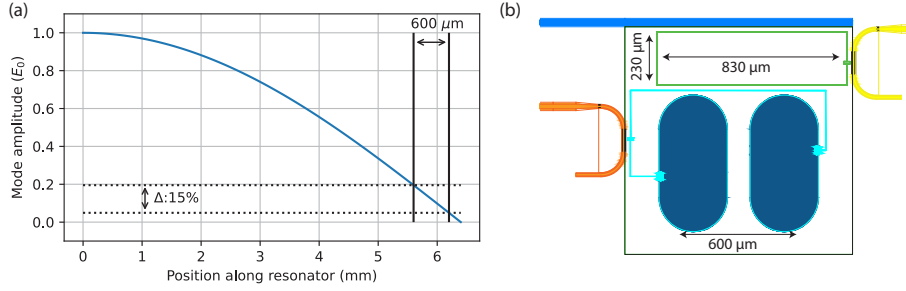 (a)
600 μm
1.0
0.8
0.6
0.4
0.2
0.0
Mode amplitude (E₀)
Δ:15%
0 1 2 3 4 5 6
Position along resonator (mm)
(b)
230 μm
830 μm
600 μm